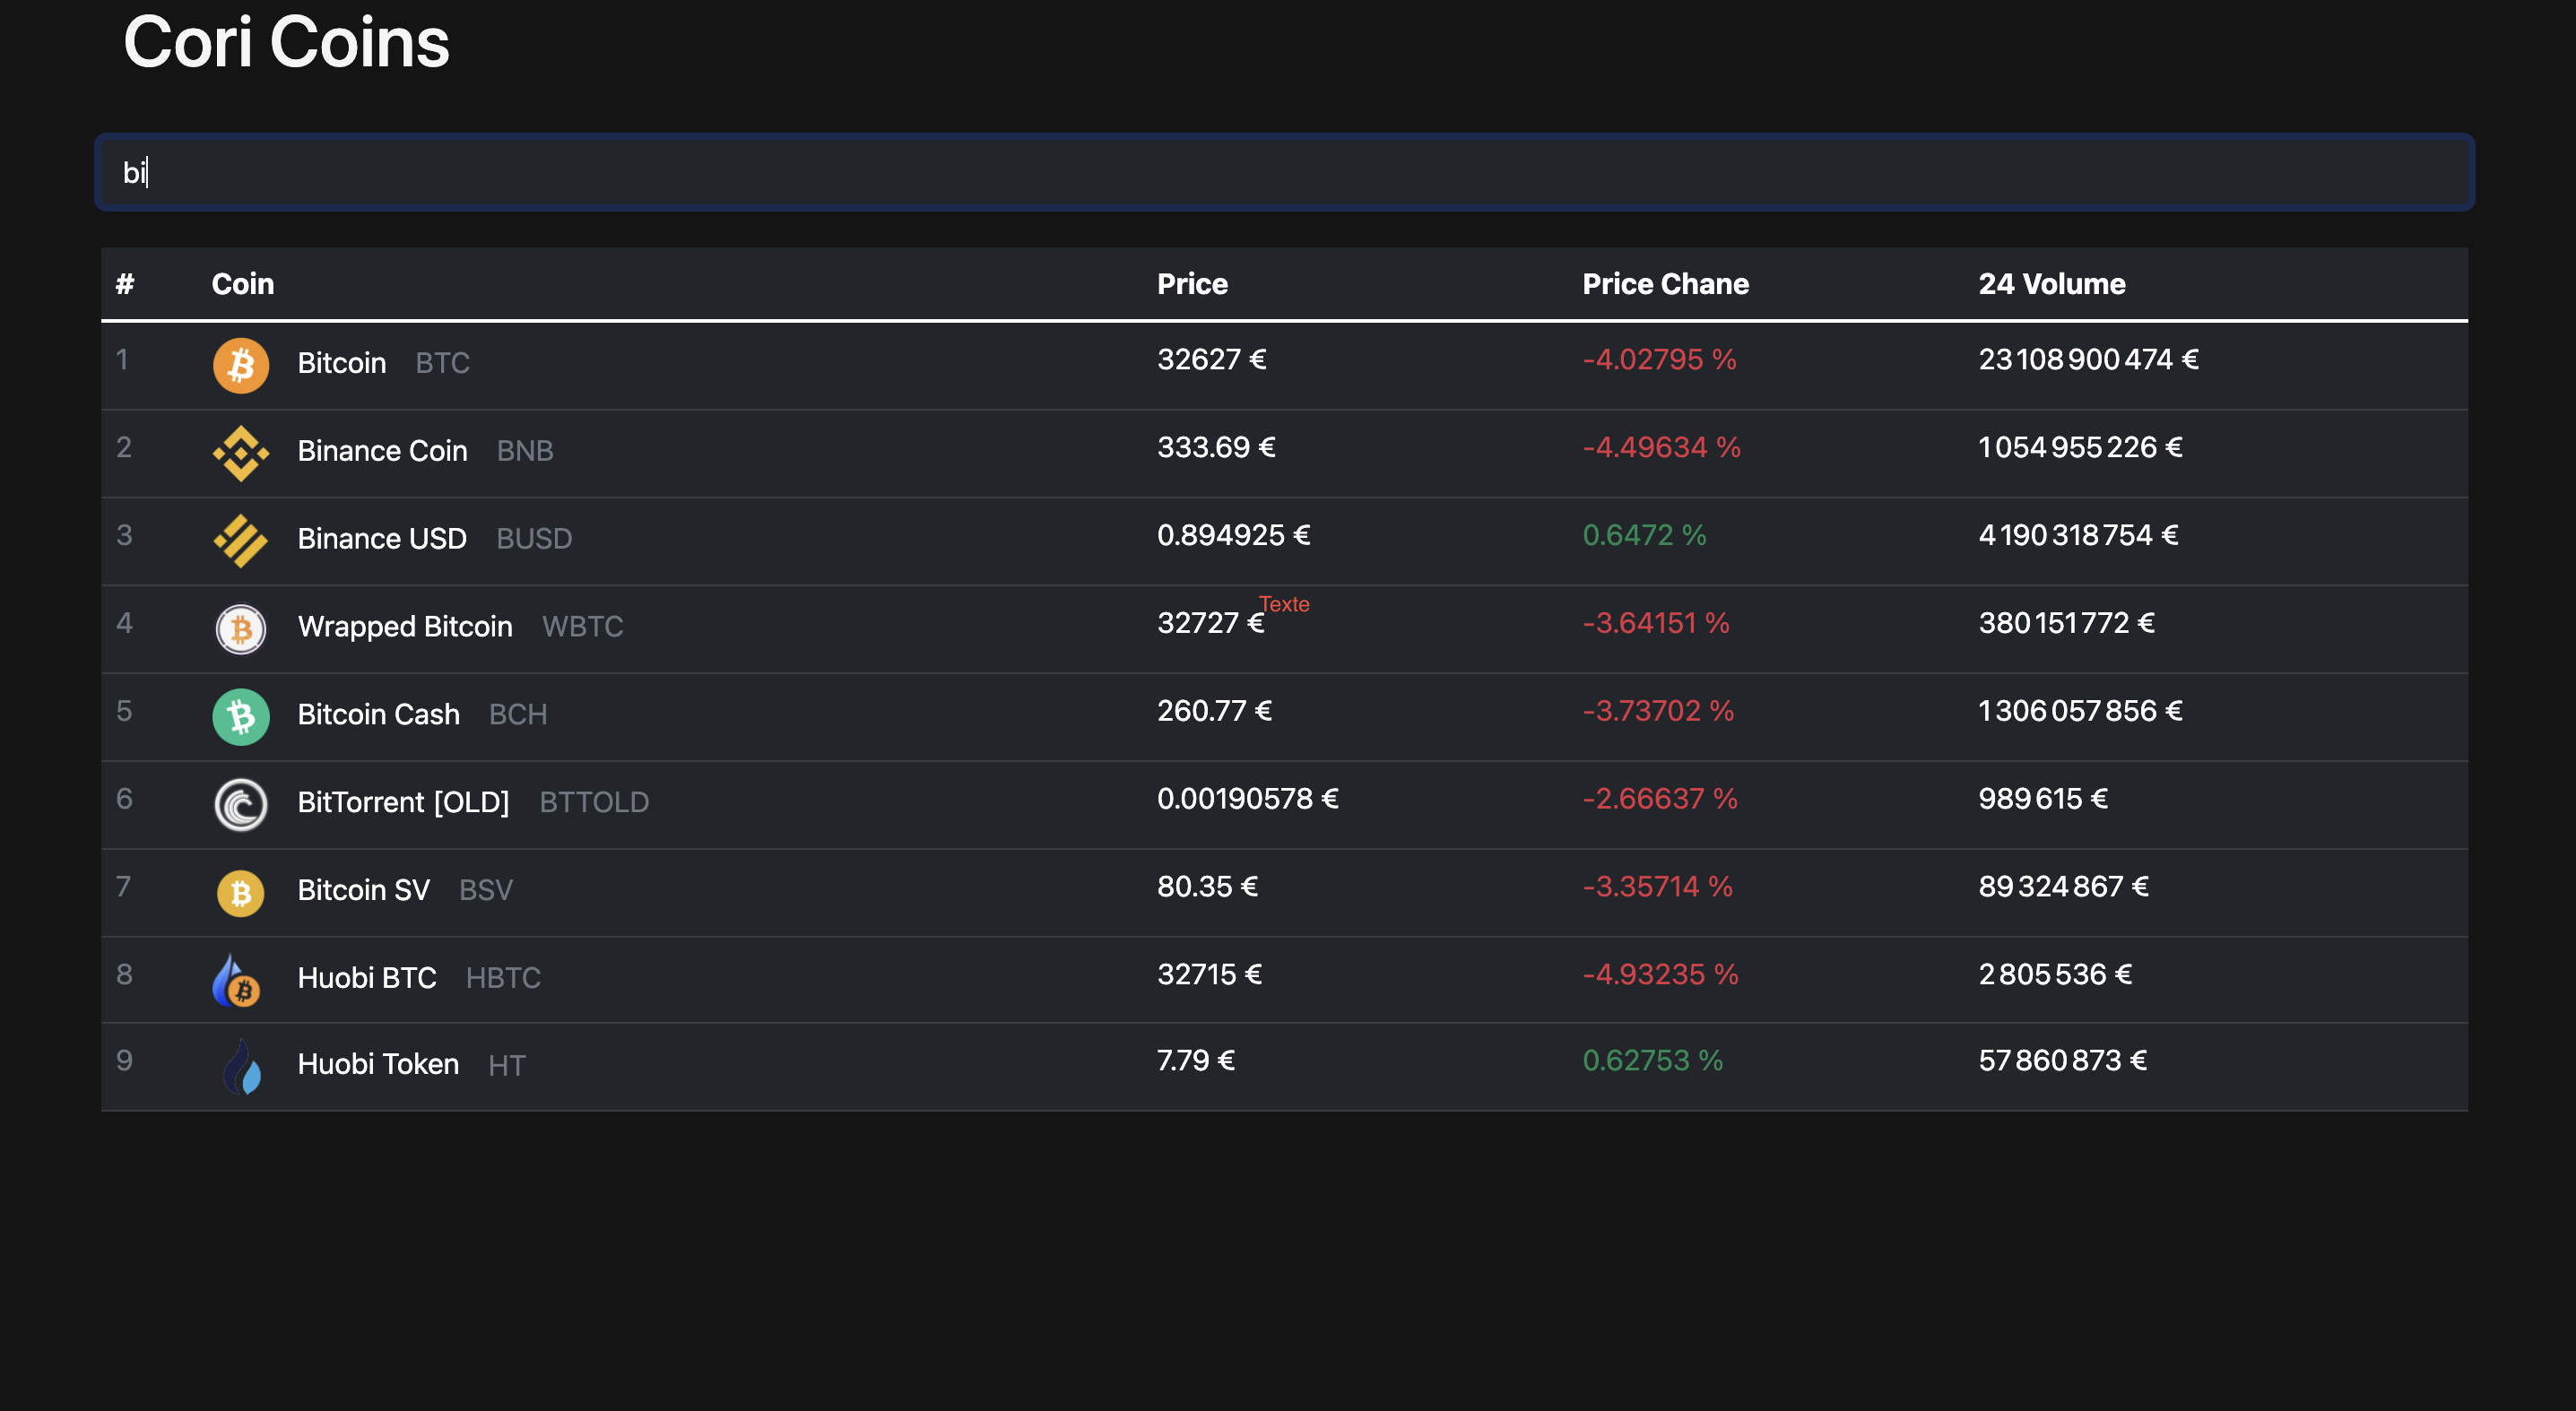 Cori Coins
bi
# Coin Price Price Chane 24 Volume
1 Bitcoin BTC 32627 € -4.02795 % 23 108 900 474 €
2 Binance Coin BNB 333.69 € -4.49634 % 1 054 955 226 €
3 Binance USD BUSD 0.894925 € 0.6472 % 4 190 318 754 €
Texte
4 Wrapped Bitcoin WBTC 32727 € -3.64151 % 380 151 772 €
5 Bitcoin Cash BCH 260.77 € -3.73702 % 1 306 057 856 €
6 BitTorrent [OLD] BTTOLD 0.00190578 € -2.66637 % 989 615 €
7 Bitcoin SV BSV 80.35 € -3.35714 % 89 324 867 €
8 Huobi BTC HBTC 32715 € -4.93235 % 2 805 536 €
9 Huobi Token HT 7.79 € 0.62753 % 57 860 873 €